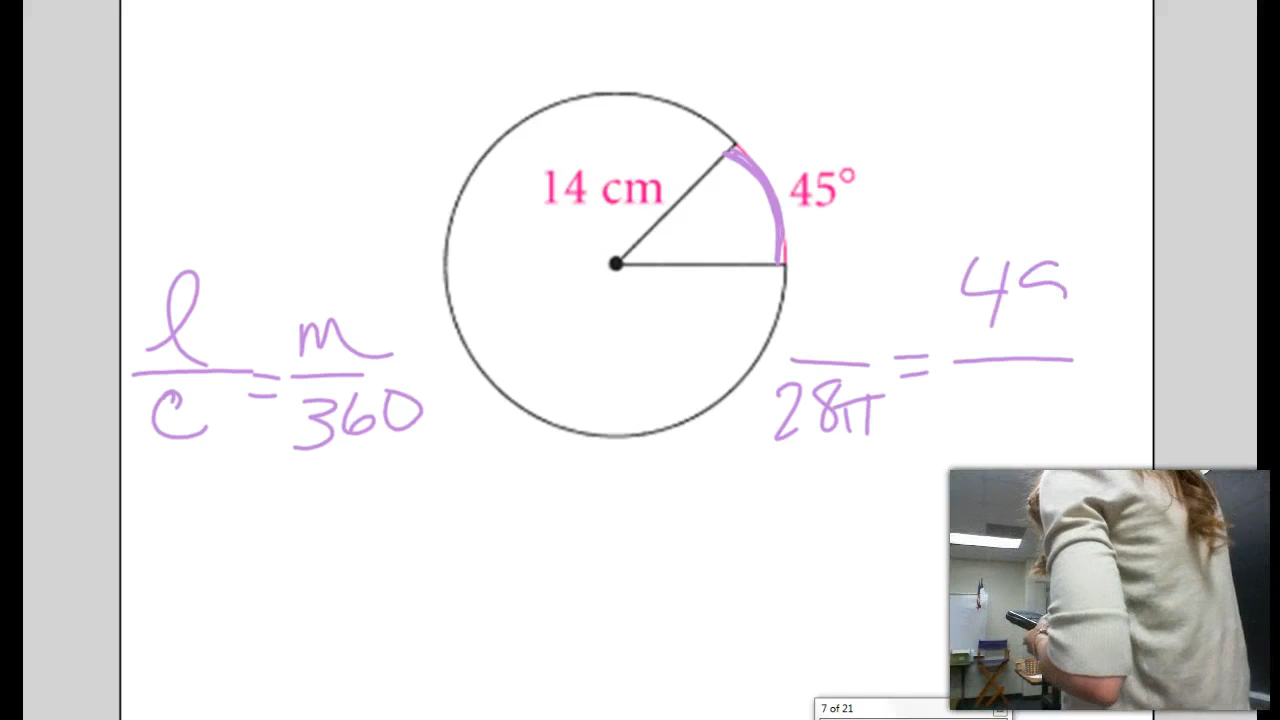 14 cm
45°
l/C = m/360
/28π = 45/
7 of 21